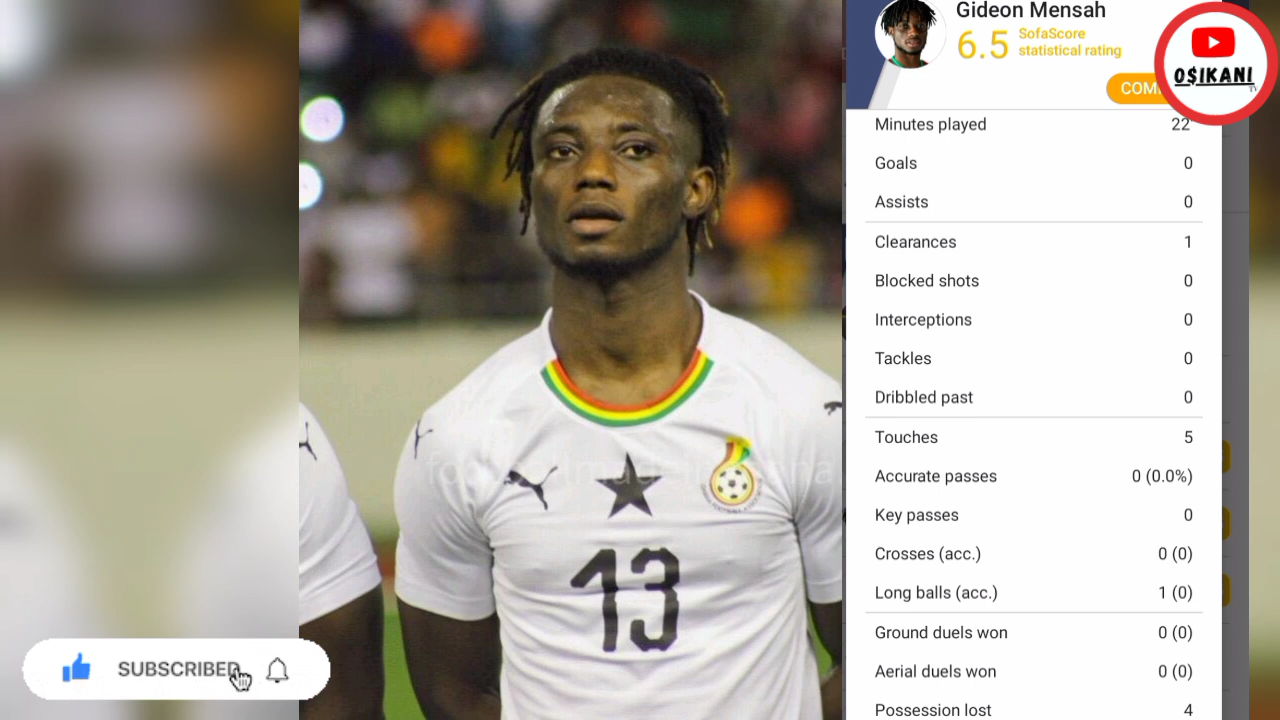 Gideon Mensah
6.5 SofaScore
statistical rating
COM
O$IKANI
TV
Minutes played 22'
Goals 0
Assists 0
Clearances 1
Blocked shots 0
Interceptions 0
Tackles 0
Dribbled past 0
Touches 5
Accurate passes 0 (0.0%)
Key passes 0
Crosses (acc.) 0 (0)
Long balls (acc.) 1 (0)
Ground duels won 0 (0)
Aerial duels won 0 (0)
Possession lost 4
13
SUBSCRIBED